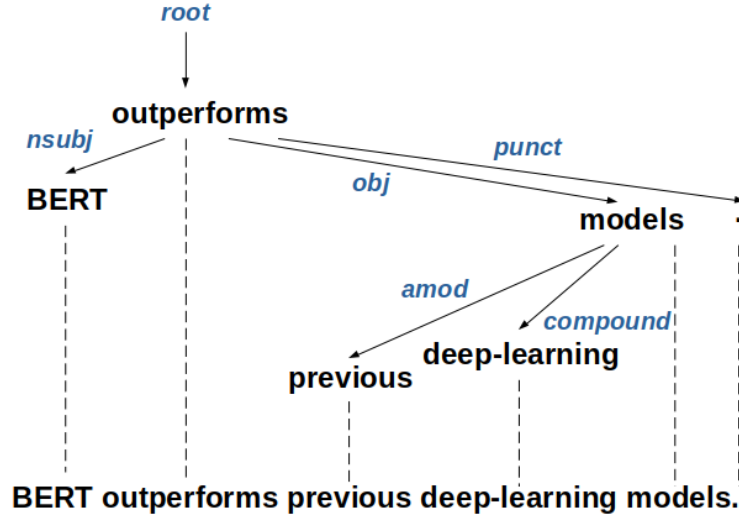 root
outperforms
nsubj
punct
obj
BERT
models .
amod
compound
deep-learning
previous
BERT outperforms previous deep-learning models.